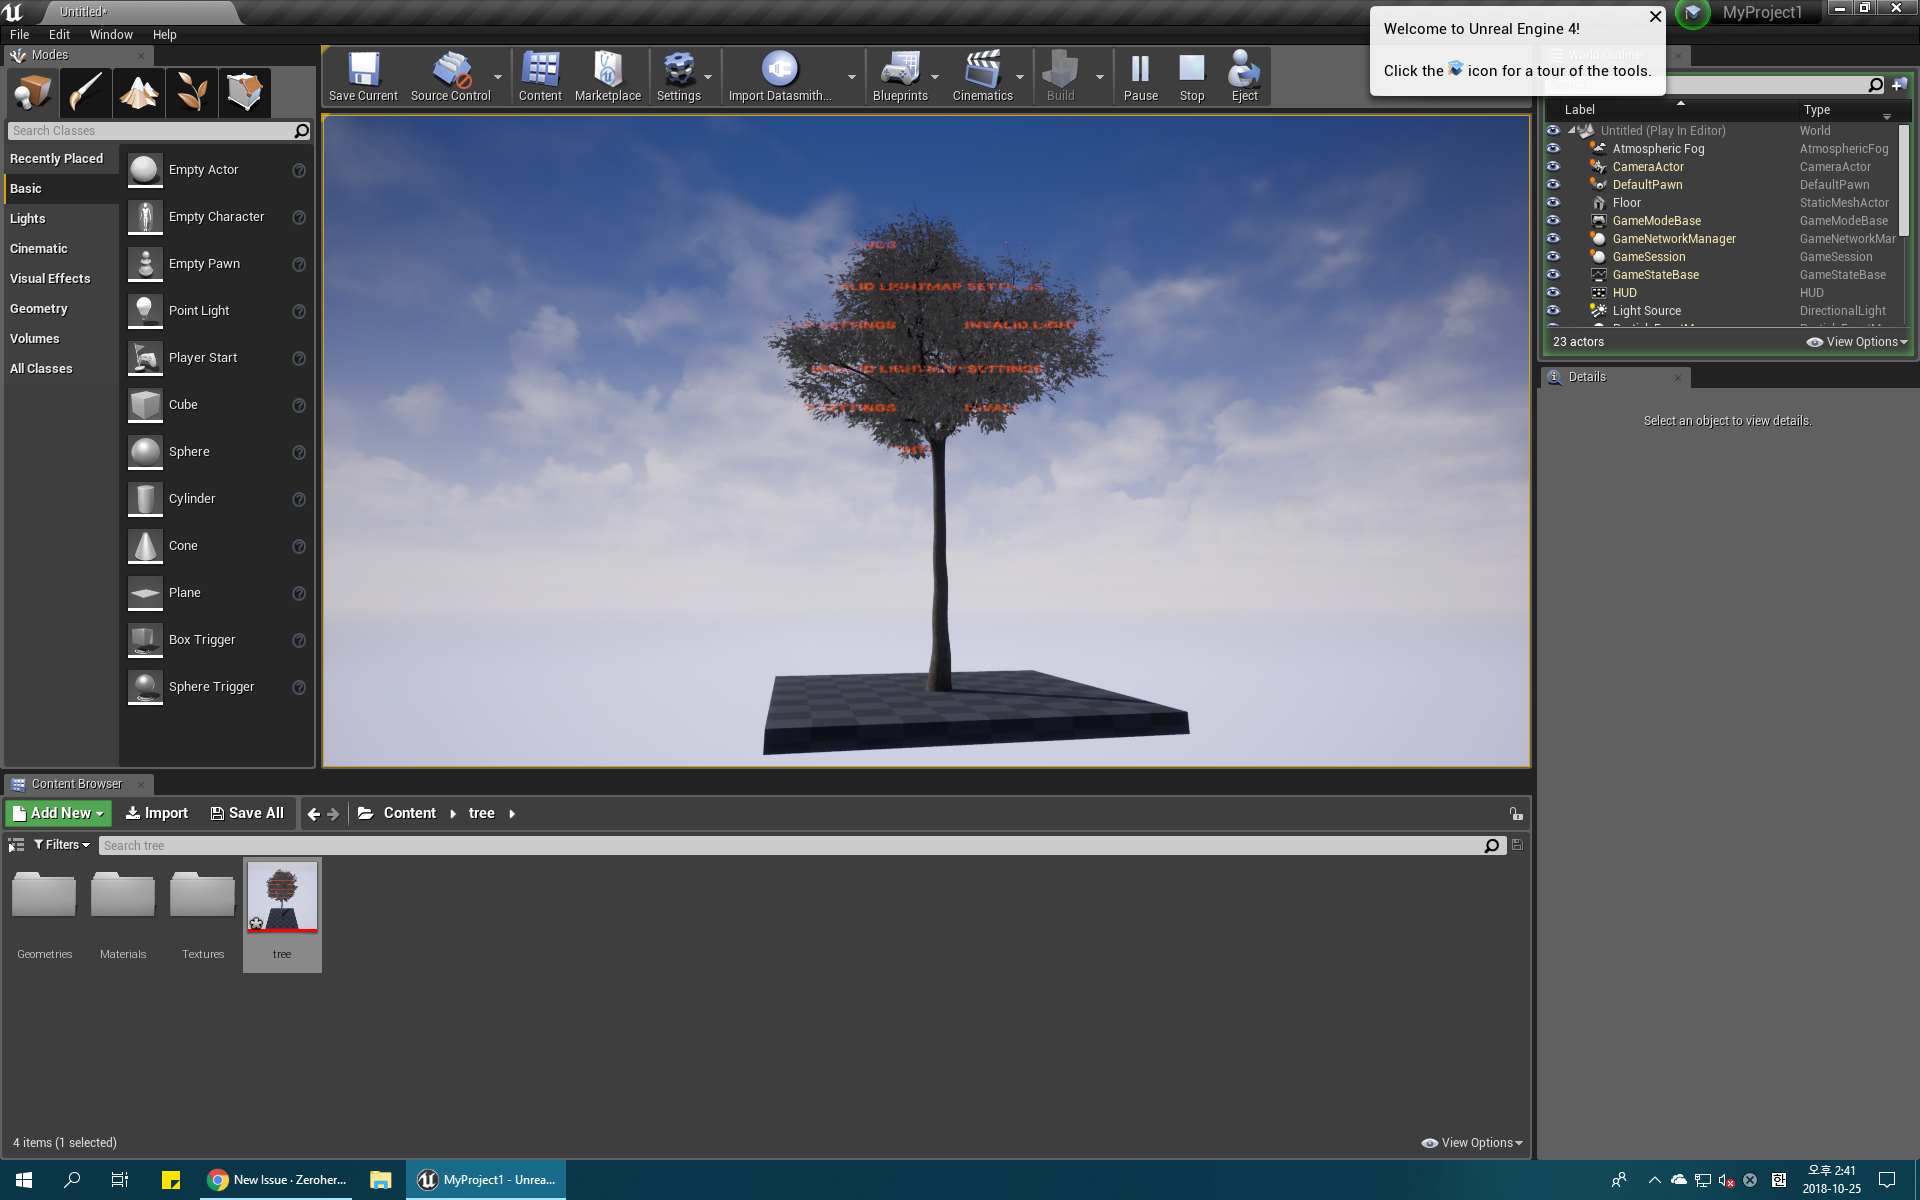 Untitled*
MyProject1
File
Edit
Window
Help
Welcome to Unreal Engine 4!
Click the icon for a tour of the tools.
Modes
Search Classes
Recently Placed
Basic
Lights
Cinematic
Visual Effects
Geometry
Volumes
All Classes
Empty Actor
Empty Character
Empty Pawn
Point Light
Player Start
Cube
Sphere
Cylinder
Cone
Plane
Box Trigger
Sphere Trigger
Save Current
Source Control
Content
Marketplace
Settings
Import Datasmith...
Blueprints
Cinematics
Build
Pause
Stop
Eject
LIGHTMAP
SETTINGS
INVALID LIGHT
LIGHTMAP SETTINGS
World Outliner
Label Type
Untitled (Play In Editor) World
Atmospheric Fog AtmosphericFog
CameraActor CameraActor
DefaultPawn DefaultPawn
Floor StaticMeshActor
GameModeBase GameModeBase
GameNetworkManager GameNetworkMar
GameSession GameSession
GameStateBase GameStateBase
HUD HUD
Light Source DirectionalLight
23 actors
View Options
Details
Select an object to view details.
Content Browser
Add New
Import
Save All
Content
tree
Filters
Search tree
Geometries
Materials
Textures
tree
4 items (1 selected)
View Options
New Issue · Zeroher...
MyProject1 - Unrea...
오후 2:41
2018-10-25